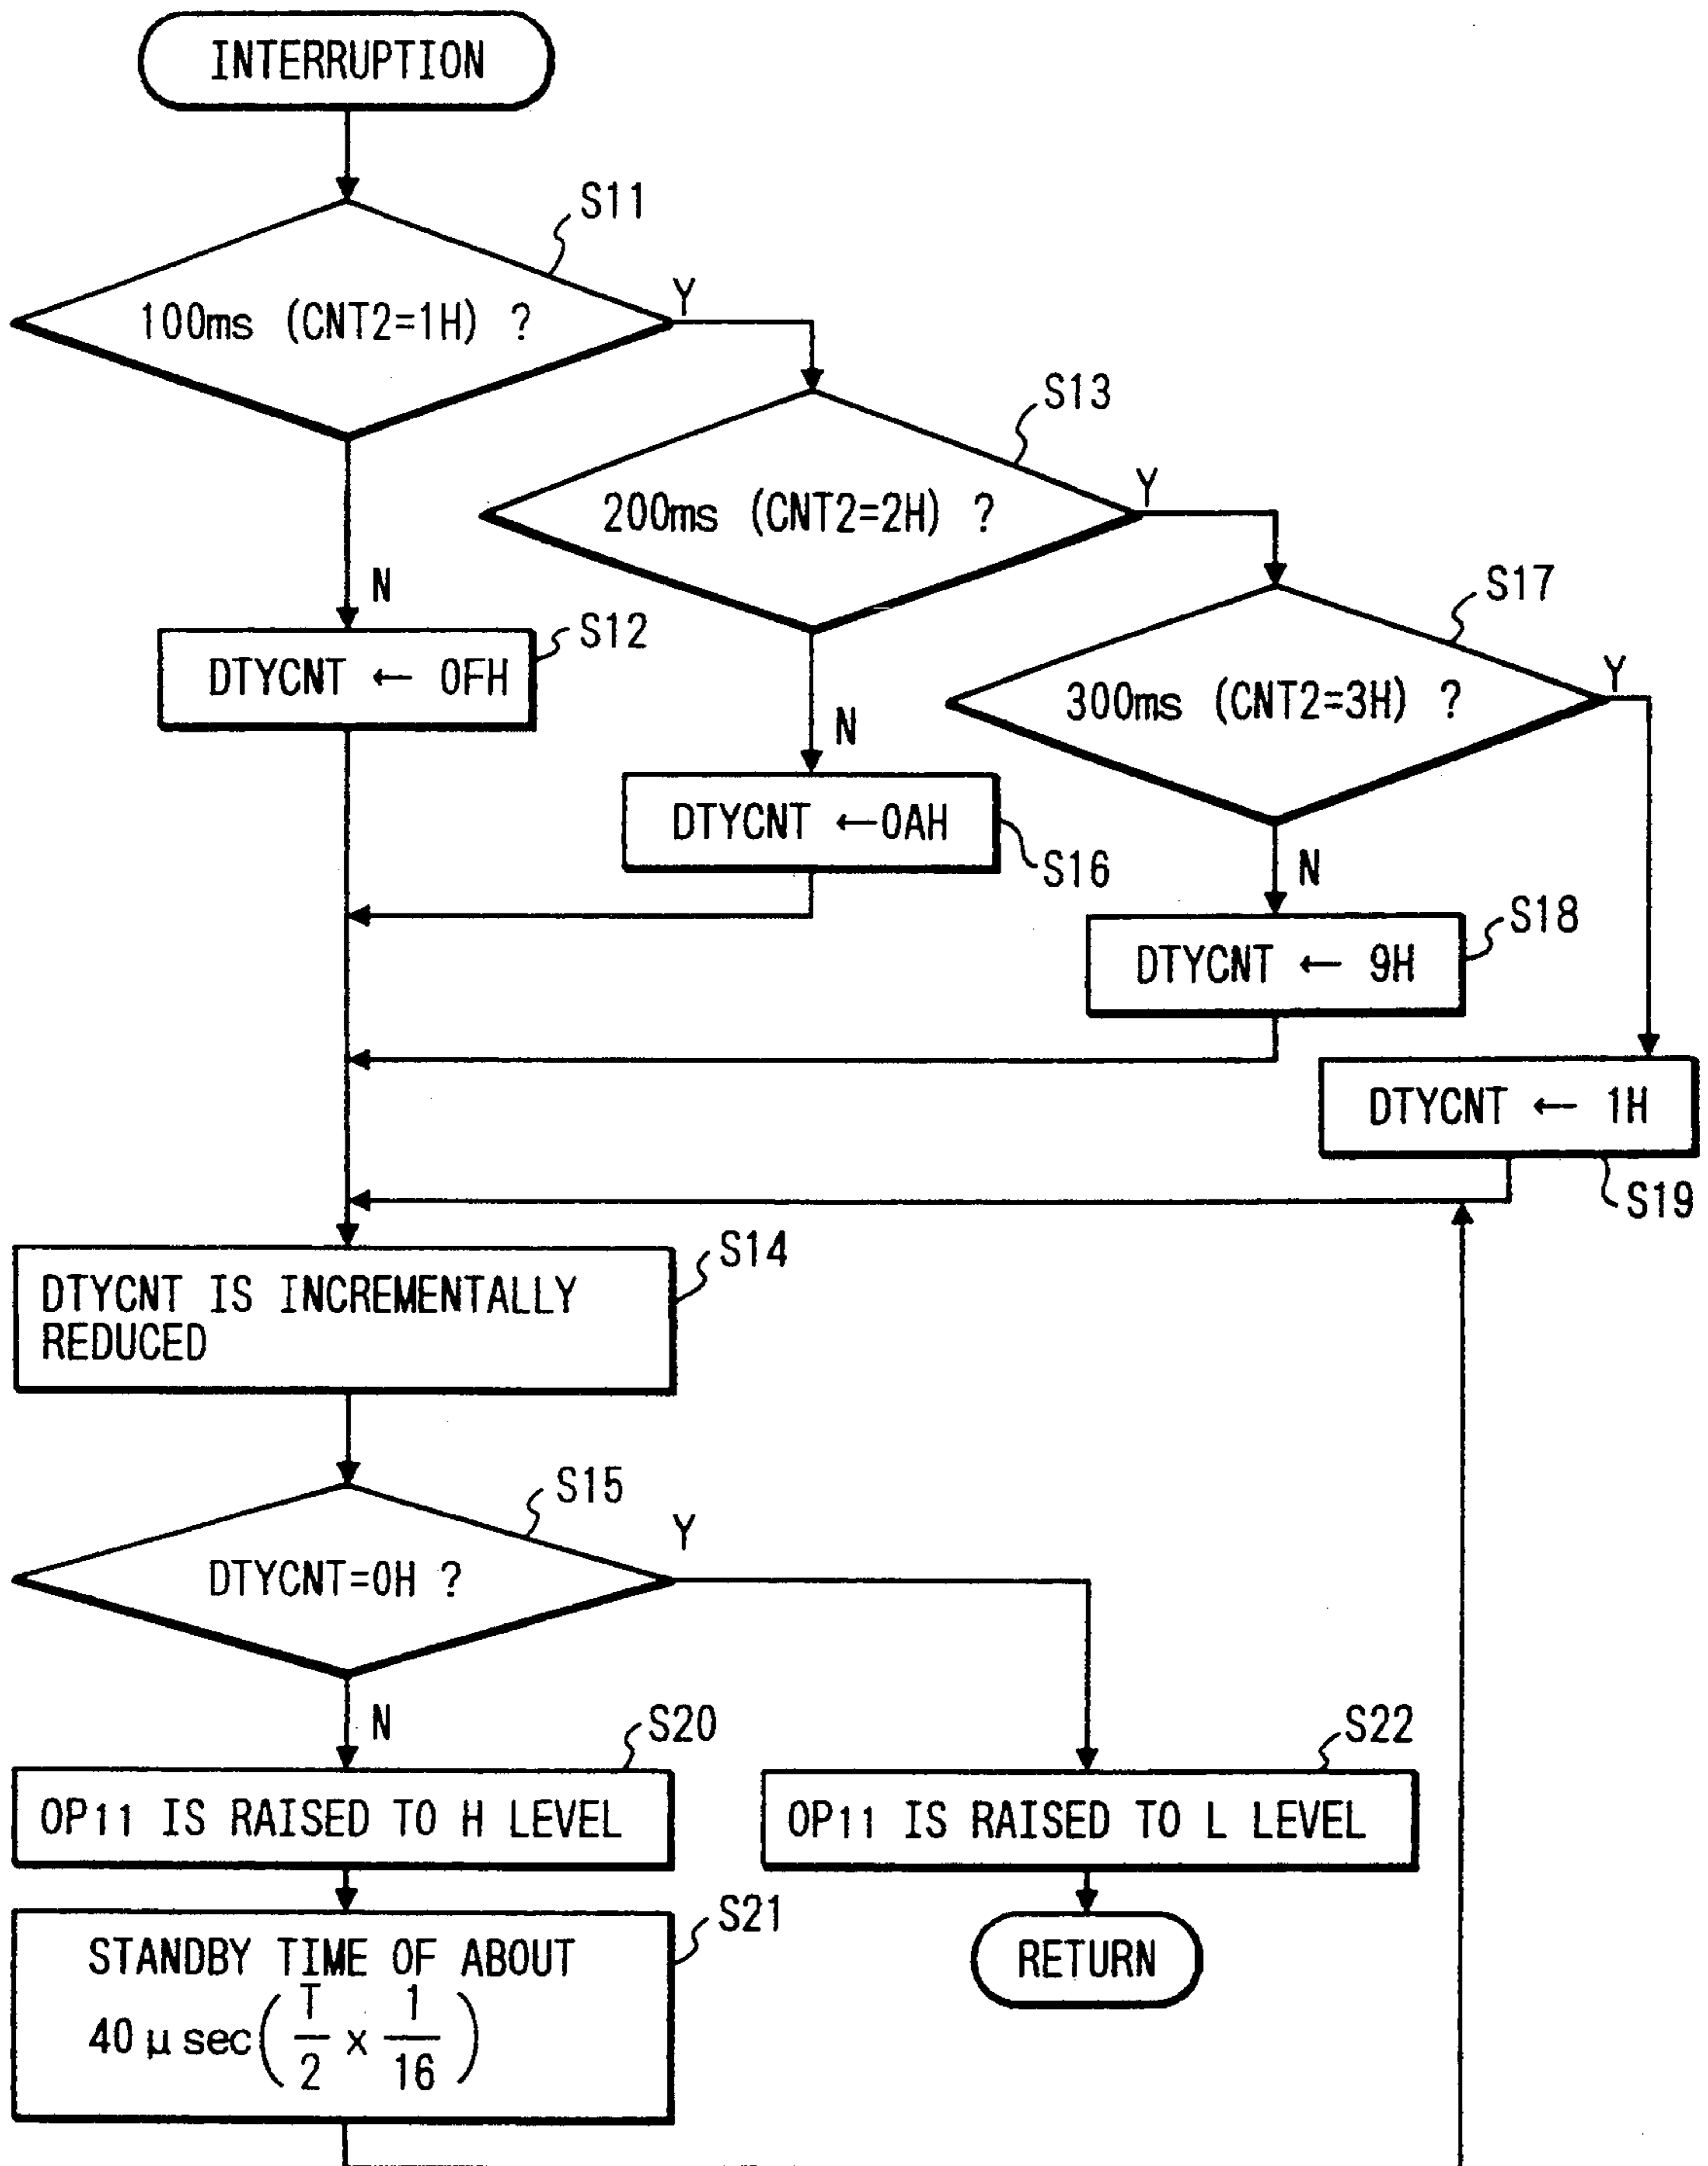 INTERRUPTION
S11
100ms (CNT2=1H) ?
Y
S13
200ms (CNT2=2H) ?
Y
S17
N
S12
DTYCNT ← 0FH
300ms (CNT2=3H) ?
Y
N
DTYCNT ←0AH
S16
N
S18
DTYCNT ← 9H
DTYCNT ← 1H
S19
S14
DTYCNT IS INCREMENTALLY
REDUCED
S15
Y
DTYCNT=0H ?
N
S20
S22
OP11 IS RAISED TO H LEVEL
OP11 IS RAISED TO L LEVEL
S21
STANDBY TIME OF ABOUT
40 μ sec(T/2 x 1/16)
RETURN